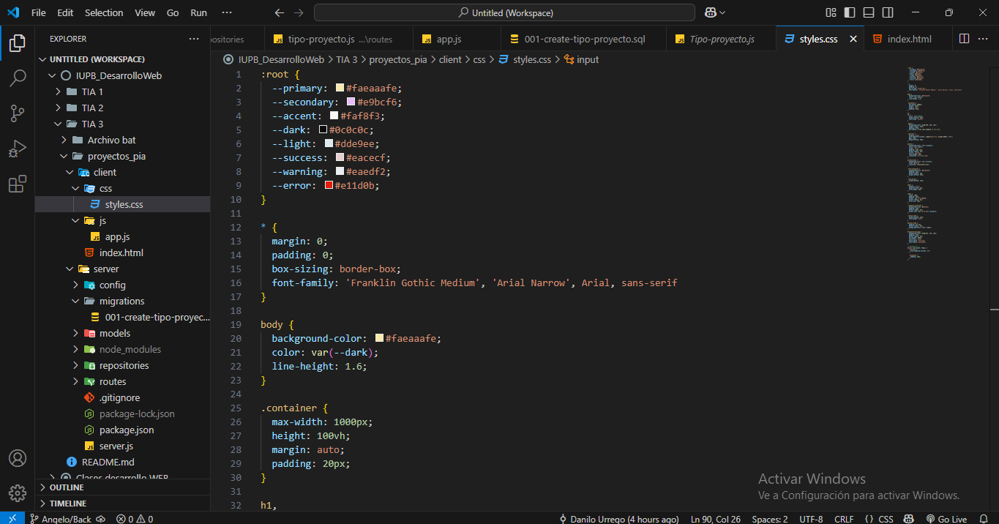 File Edit Selection View Go Run ···
Untitled (Workspace)
EXPLORER
positories
tipo-proyecto.js ...\routes
app.js
001-create-tipo-proyecto.sql
Tipo-proyecto.js
styles.css
index.html
UNTITLED (WORKSPACE)
IUPB_DesarrolloWeb
TIA 1
TIA 2
TIA 3
Archivo bat
proyectos_pia
client
css
styles.css
js
app.js
index.html
server
config
migrations
001-create-tipo-proyec...
models
node_modules
repositories
routes
.gitignore
package-lock.json
package.json
server.js
README.md
Clases desarrollo WEB
OUTLINE
TIMELINE
IUPB_DesarrolloWeb > TIA 3 > proyectos_pia > client > css > styles.css > input
1 :root {
2 --primary: #faeaaafe;
3 --secondary: #e9bcf6;
4 --accent: #faf8f3;
5 --dark: #0c0c0c;
6 --light: #dde9ee;
7 --success: #eacecf;
8 --warning: #eaedf2;
9 --error: #e11d0b;
10 }
11
12 * {
13 margin: 0;
14 padding: 0;
15 box-sizing: border-box;
16 font-family: 'Franklin Gothic Medium', 'Arial Narrow', Arial, sans-serif
17 }
18
19 body {
20 background-color: #faeaaafe;
21 color: var(--dark);
22 line-height: 1.6;
23 }
24
25 .container {
26 max-width: 1000px;
27 height: 100vh;
28 margin: auto;
29 padding: 20px;
30 }
31
32 h1,
Activar Windows
Ve a Configuración para activar Windows.
Angelo/Back 0 0 Danilo Urrego (4 hours ago) Ln 90, Col 26 Spaces: 2 UTF-8 CRLF {} CSS Go Live